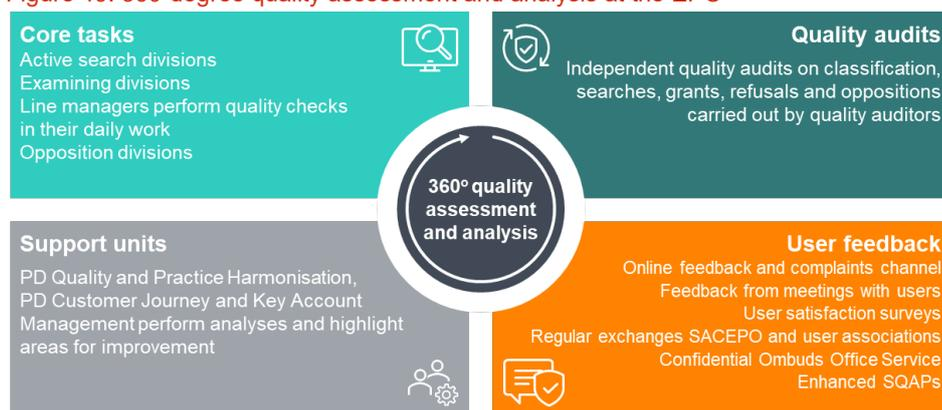 Core tasks
Active search divisions
Examining divisions
Line managers perform quality checks
in their daily work
Opposition divisions
Quality audits
Independent quality audits on classification,
searches, grants, refusals and oppositions
carried out by quality auditors
360º quality
assessment
and analysis
Support units
PD Quality and Practice Harmonisation,
PD Customer Journey and Key Account
Management perform analyses and highlight
areas for improvement
User feedback
Online feedback and complaints channel
Feedback from meetings with users
User satisfaction surveys
Regular exchanges SACEPO and user associations
Confidential Ombuds Office Service
Enhanced SQAPs